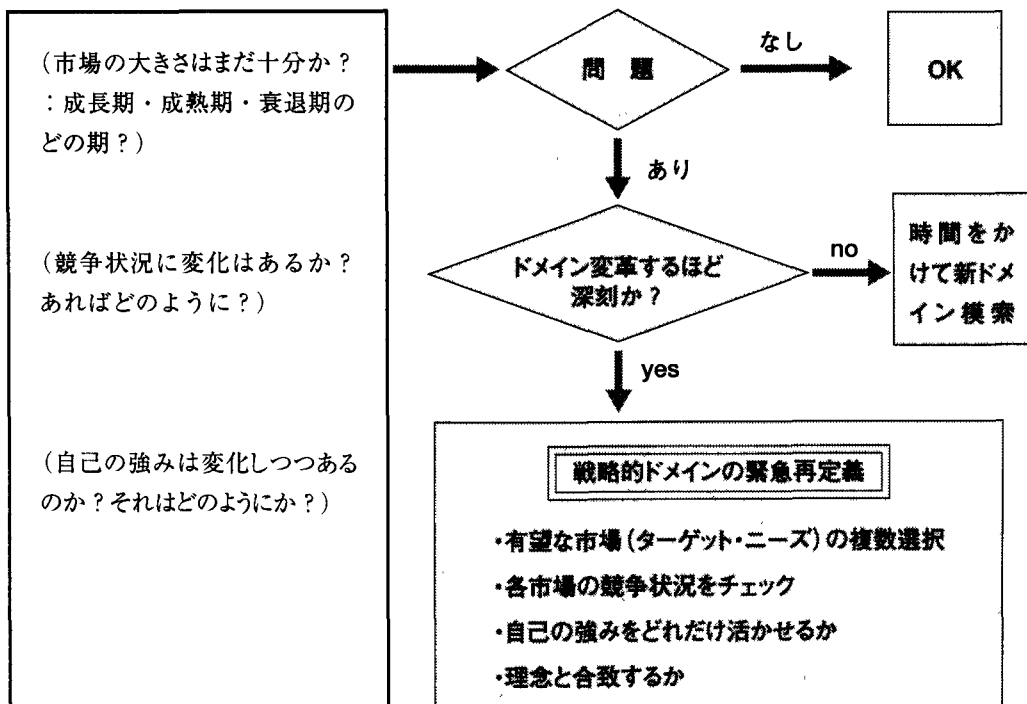 (市場の大きさはまだ十分か?
:成長期・成熟期・衰退期の
どの期?)
(競争状況に変化はあるか?
あればどのように?)
(自己の強みは変化しつつある
のか?それはどのようにか?)
問 題
なし
OK
あり
ドメイン変革するほど
深刻か?
no
時間をか
けて新ドメ
イン模索
yes
戦略的ドメインの緊急再定義
・有望な市場(ターゲット・ニーズ)の複数選択
・各市場の競争状況をチェック
・自己の強みをどれだけ活かせるか
・理念と合致するか